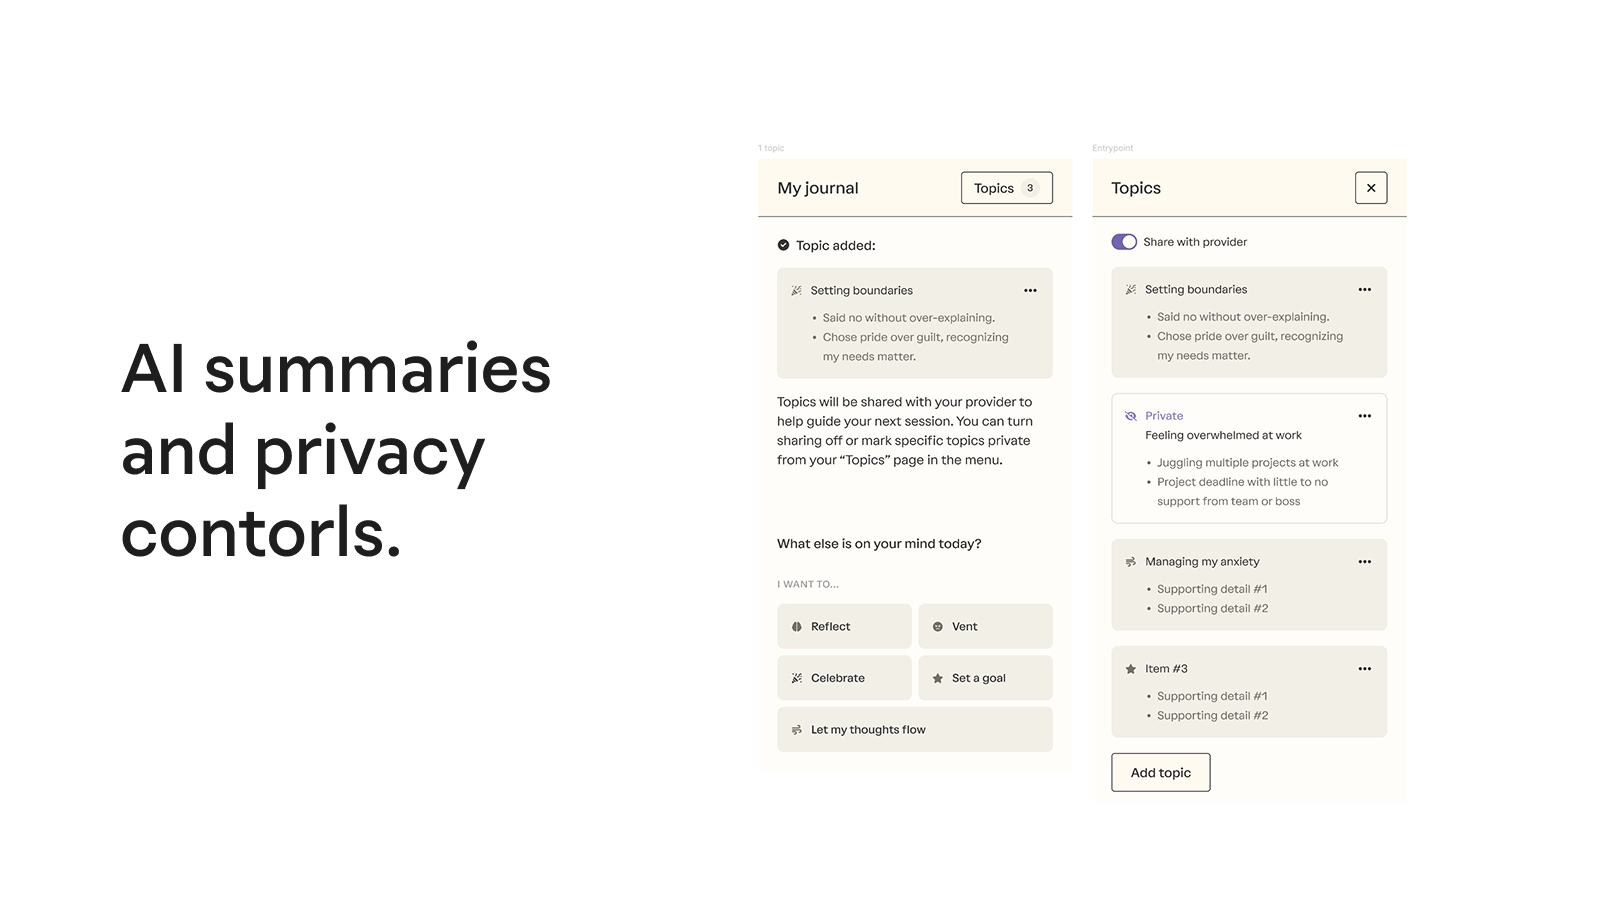 AI summaries
and privacy
contorls.
1 topic
My journal
Topics 3
Topic added:
Setting boundaries
• Said no without over-explaining.
• Chose pride over guilt, recognizing
my needs matter.
Topics will be shared with your provider to
help guide your next session. You can turn
sharing off or mark specific topics private
from your “Topics” page in the menu.
What else is on your mind today?
I WANT TO...
Reflect
Vent
Celebrate
Set a goal
Let my thoughts flow
Entrypoint
Topics
Share with provider
Setting boundaries
• Said no without over-explaining.
• Chose pride over guilt, recognizing
my needs matter.
Private
Feeling overwhelmed at work
• Juggling multiple projects at work
• Project deadline with little to no
support from team or boss
Managing my anxiety
• Supporting detail #1
• Supporting detail #2
Item #3
• Supporting detail #1
• Supporting detail #2
Add topic